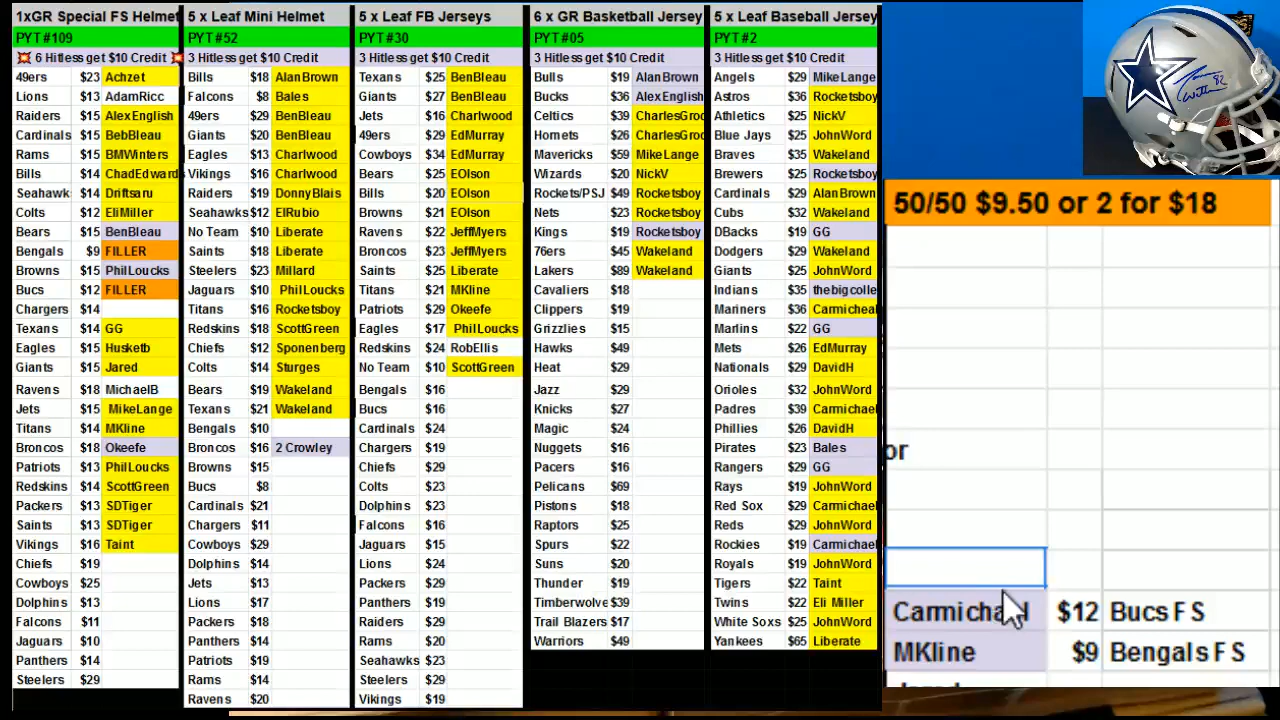 1xGR Special FS Helmet
PYT #109
💥 6 Hitless get $10 Credit 💥
49ers $23 Achzet
Lions $13 AdamRicc
Raiders $15 AlexEnglish
Cardinals $15 BebBleau
Rams $15 BMWinters
Bills $14 ChadEdwards
Seahawks $14 Driftsaru
Colts $12 EliMiller
Bears $15 BenBleau
Bengals $9 FILLER
Browns $15 PhilLoucks
Bucs $12 FILLER
Chargers $14
Texans $14 GG
Eagles $15 Husketb
Giants $15 Jared
Ravens $18 MichaelB
Jets $15 MikeLange
Titans $14 MKline
Broncos $18 Okeefe
Patriots $13 PhilLoucks
Redskins $14 ScottGreen
Packers $13 SDTiger
Saints $13 SDTiger
Vikings $16 Taint
Chiefs $19
Cowboys $25
Dolphins $13
Falcons $11
Jaguars $10
Panthers $14
Steelers $29
5 x Leaf Mini Helmet
PYT #52
3 Hitless get $10 Credit
Bills $18 AlanBrown
Falcons $8 Bales
49ers $29 BenBleau
Giants $20 BenBleau
Eagles $13 Charlwood
Vikings $16 Charlwood
Raiders $19 DonnyBlais
Seahawks $12 ElRubio
No Team $10 Liberate
Saints $18 Liberate
Steelers $23 Millard
Jaguars $10 PhilLoucks
Titans $16 Rocketsboy
Redskins $18 ScottGreen
Chiefs $12 Sponenberg
Colts $14 Sturges
Bears $19 Wakeland
Texans $21 Wakeland
Bengals $10
Broncos $16 2 Crowley
Browns $15
Bucs $8
Cardinals $21
Chargers $11
Cowboys $29
Dolphins $14
Jets $13
Lions $17
Packers $18
Panthers $14
Patriots $19
Rams $14
Ravens $20
5 x Leaf FB Jerseys
PYT #30
3 Hitless get $10 Credit
Texans $25 BenBleau
Giants $27 BenBleau
Jets $16 Charlwood
49ers $29 EdMurray
Cowboys $34 EdMurray
Bears $25 EOlson
Bills $20 EOlson
Browns $21 EOlson
Ravens $22 JeffMyers
Broncos $23 JeffMyers
Saints $25 Liberate
Titans $21 MKline
Patriots $29 Okeefe
Eagles $17 PhilLoucks
Redskins $24 RobEllis
No Team $10 ScottGreen
Bengals $16
Bucs $16
Cardinals $24
Chargers $19
Chiefs $29
Colts $23
Dolphins $23
Falcons $16
Jaguars $15
Lions $24
Packers $29
Panthers $19
Raiders $29
Rams $20
Seahawks $23
Steelers $29
Vikings $19
6 x GR Basketball Jersey
PYT #05
3 Hitless get $10 Credit
Bulls $19 AlanBrown
Bucks $36 AlexEnglish
Celtics $39 CharlesGroo
Hornets $26 CharlesGroo
Mavericks $59 MikeLange
Wizards $20 NickV
Rockets/PSJ $49 Rocketsboy
Nets $23 Rocketsboy
Kings $19 Rocketsboy
76ers $45 Wakeland
Lakers $89 Wakeland
Cavaliers $18
Clippers $19
Grizzlies $15
Hawks $49
Heat $29
Jazz $29
Knicks $27
Magic $24
Nuggets $16
Pacers $16
Pelicans $69
Pistons $18
Raptors $25
Spurs $22
Suns $20
Thunder $19
Timberwolve $39
Trail Blazers $17
Warriors $49
5 x Leaf Baseball Jersey
PYT #2
3 Hitless get $10 Credit
Angels $29 MikeLange
Astros $36 Rocketsboy
Athletics $25 NickV
Blue Jays $25 JohnWord
Braves $35 Wakeland
Brewers $25 Rocketsboy
Cardinals $29 AlanBrown
Cubs $32 Wakeland
DBacks $19 GG
Dodgers $29 Wakeland
Giants $25 JohnWord
Indians $35 thebigcolle
Mariners $36 Carmicheal
Marlins $22 GG
Mets $26 EdMurray
Nationals $29 DavidH
Orioles $32 JohnWord
Padres $39 Carmichael
Phillies $26 DavidH
Pirates $23 Bales
Rangers $29 GG
Rays $19 JohnWord
Red Sox $29 Carmichael
Reds $29 JohnWord
Rockies $19 Carmichael
Royals $19 JohnWord
Tigers $22 Taint
Twins $22 Eli Miller
White Soxs $25 JohnWord
Yankees $65 Liberate
50/50 $9.50 or 2 for $18
or
Carmichael $12 Bucs F S
MKline $9 Bengals F S